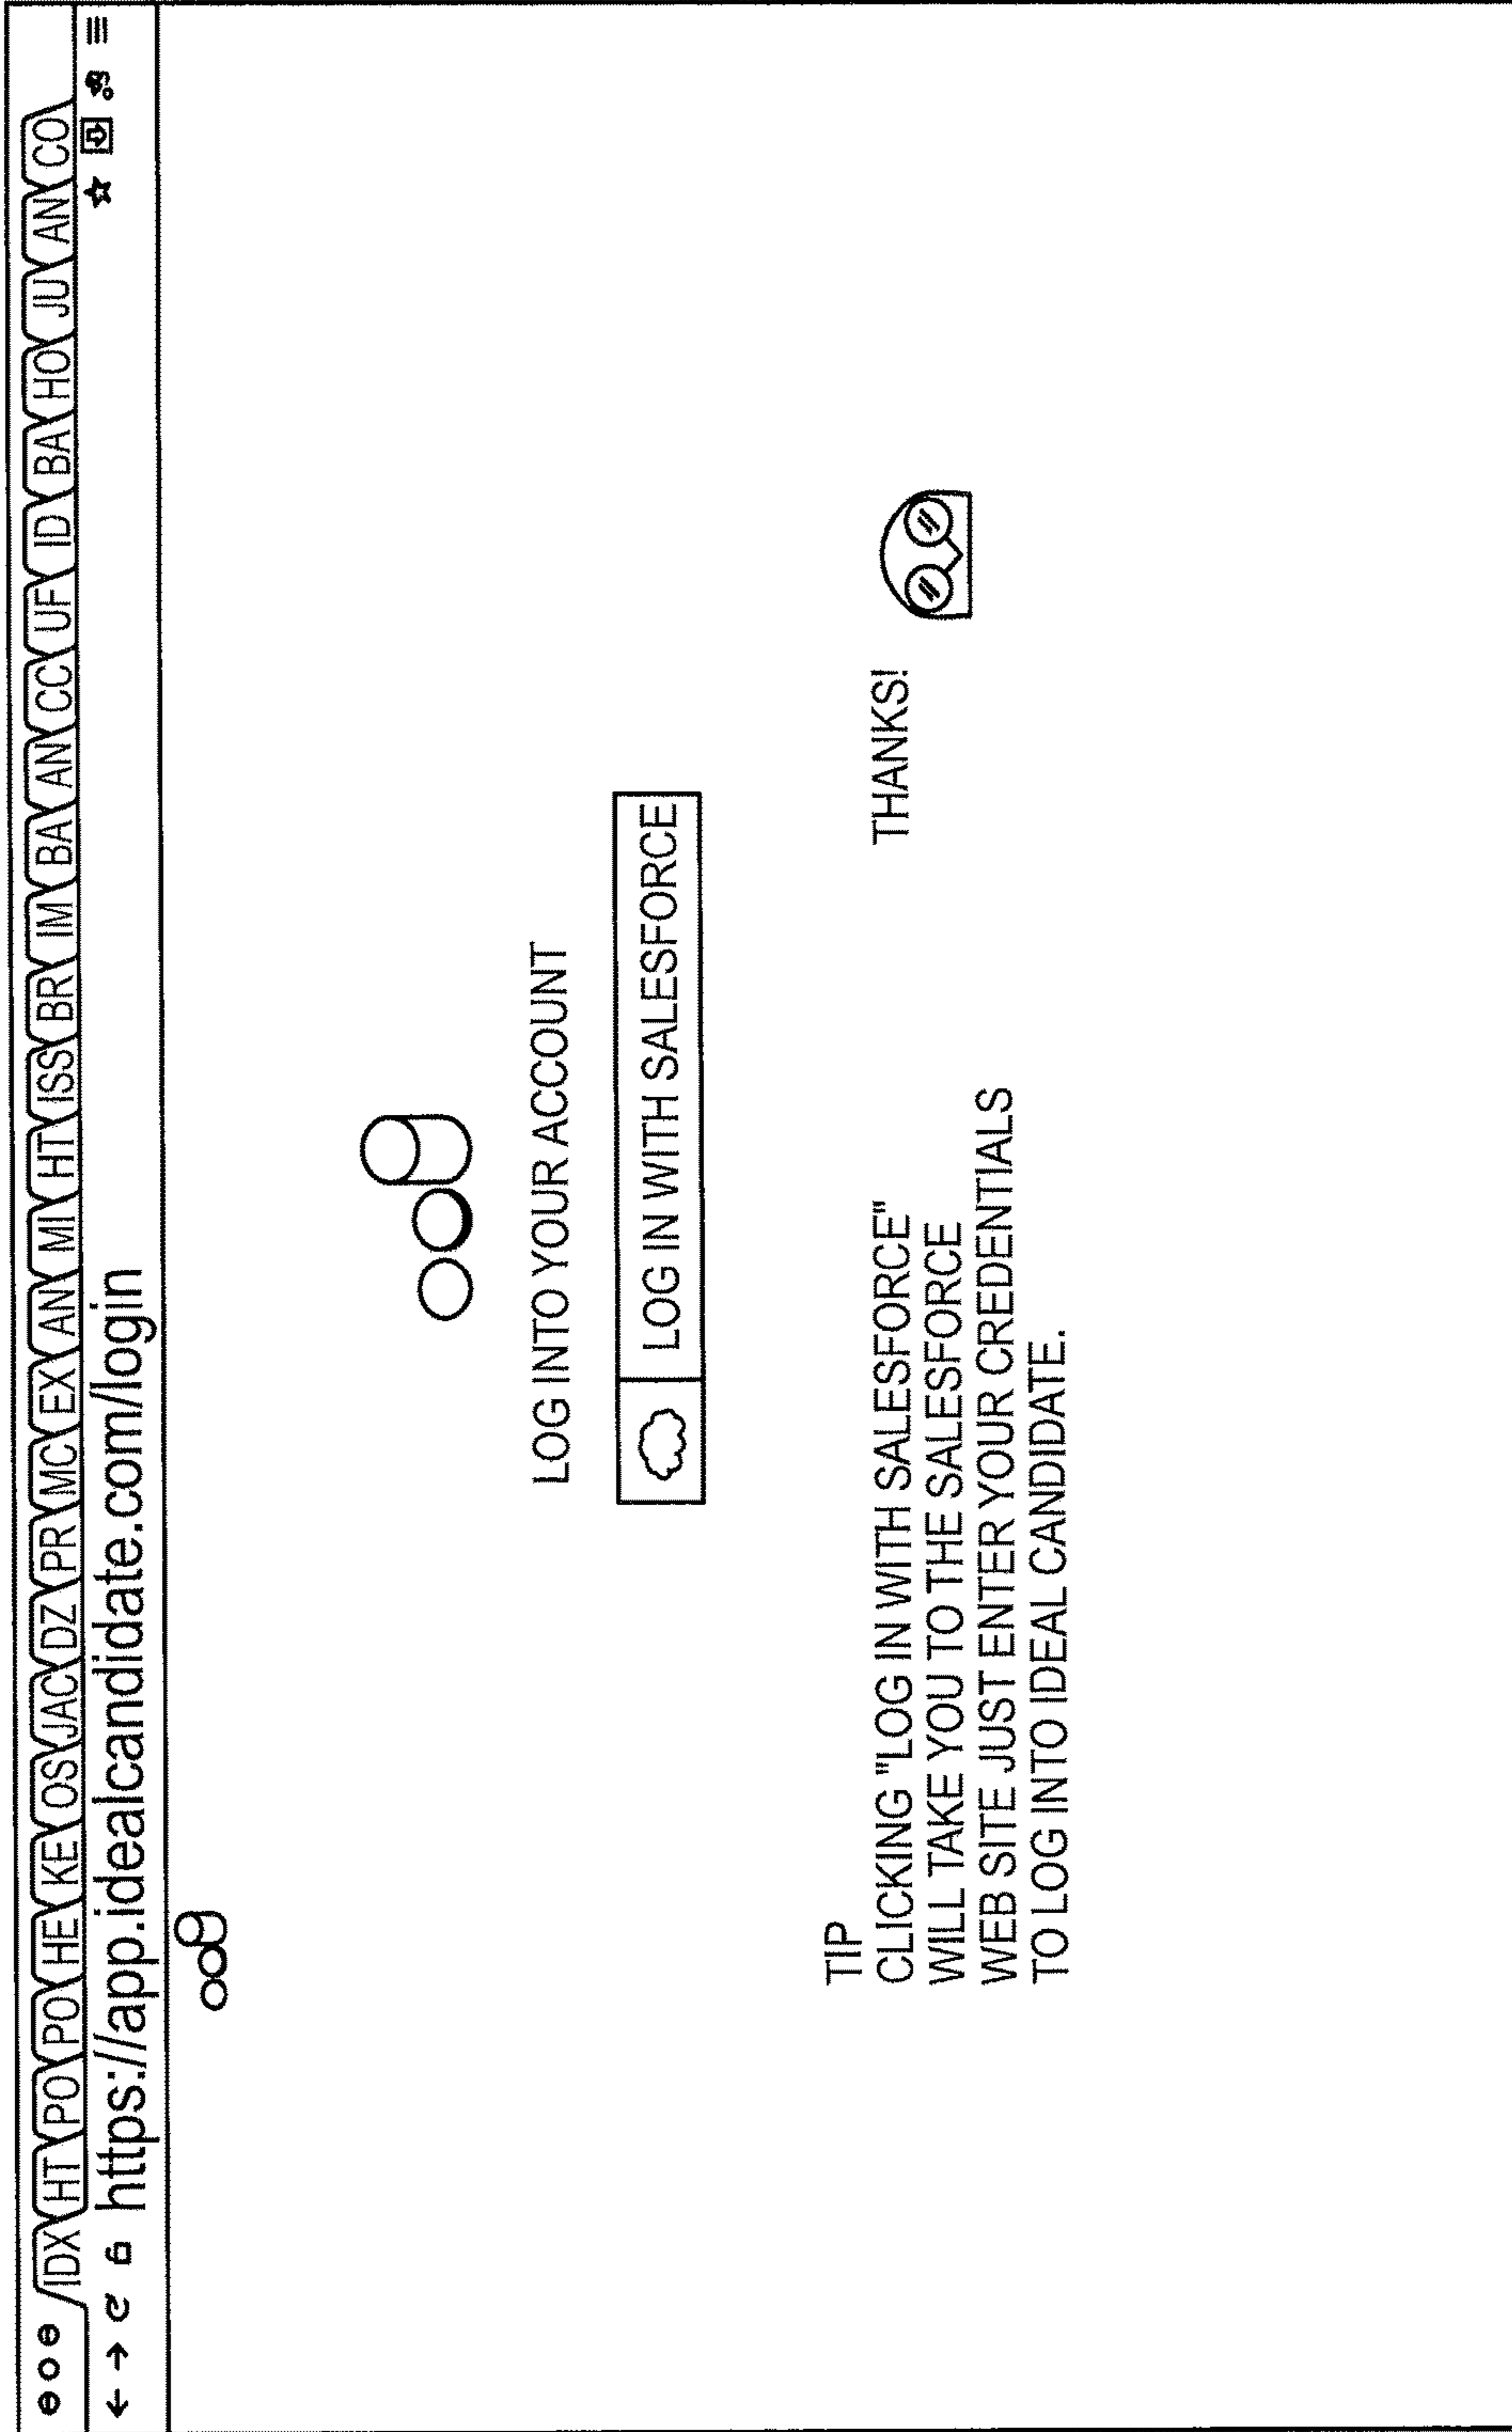 IDX HT PO PO HE KE OS JAC DZ PR MC EX AN MI HT ISS BR IM BA AN CC UF ID BA HO JU AN CO
https://app.idealcandidate.com/login
LOG INTO YOUR ACCOUNT
LOG IN WITH SALESFORCE
TIP
CLICKING "LOG IN WITH SALESFORCE"
WILL TAKE YOU TO THE SALESFORCE
WEB SITE JUST ENTER YOUR CREDENTIALS
TO LOG INTO IDEAL CANDIDATE.
THANKS!